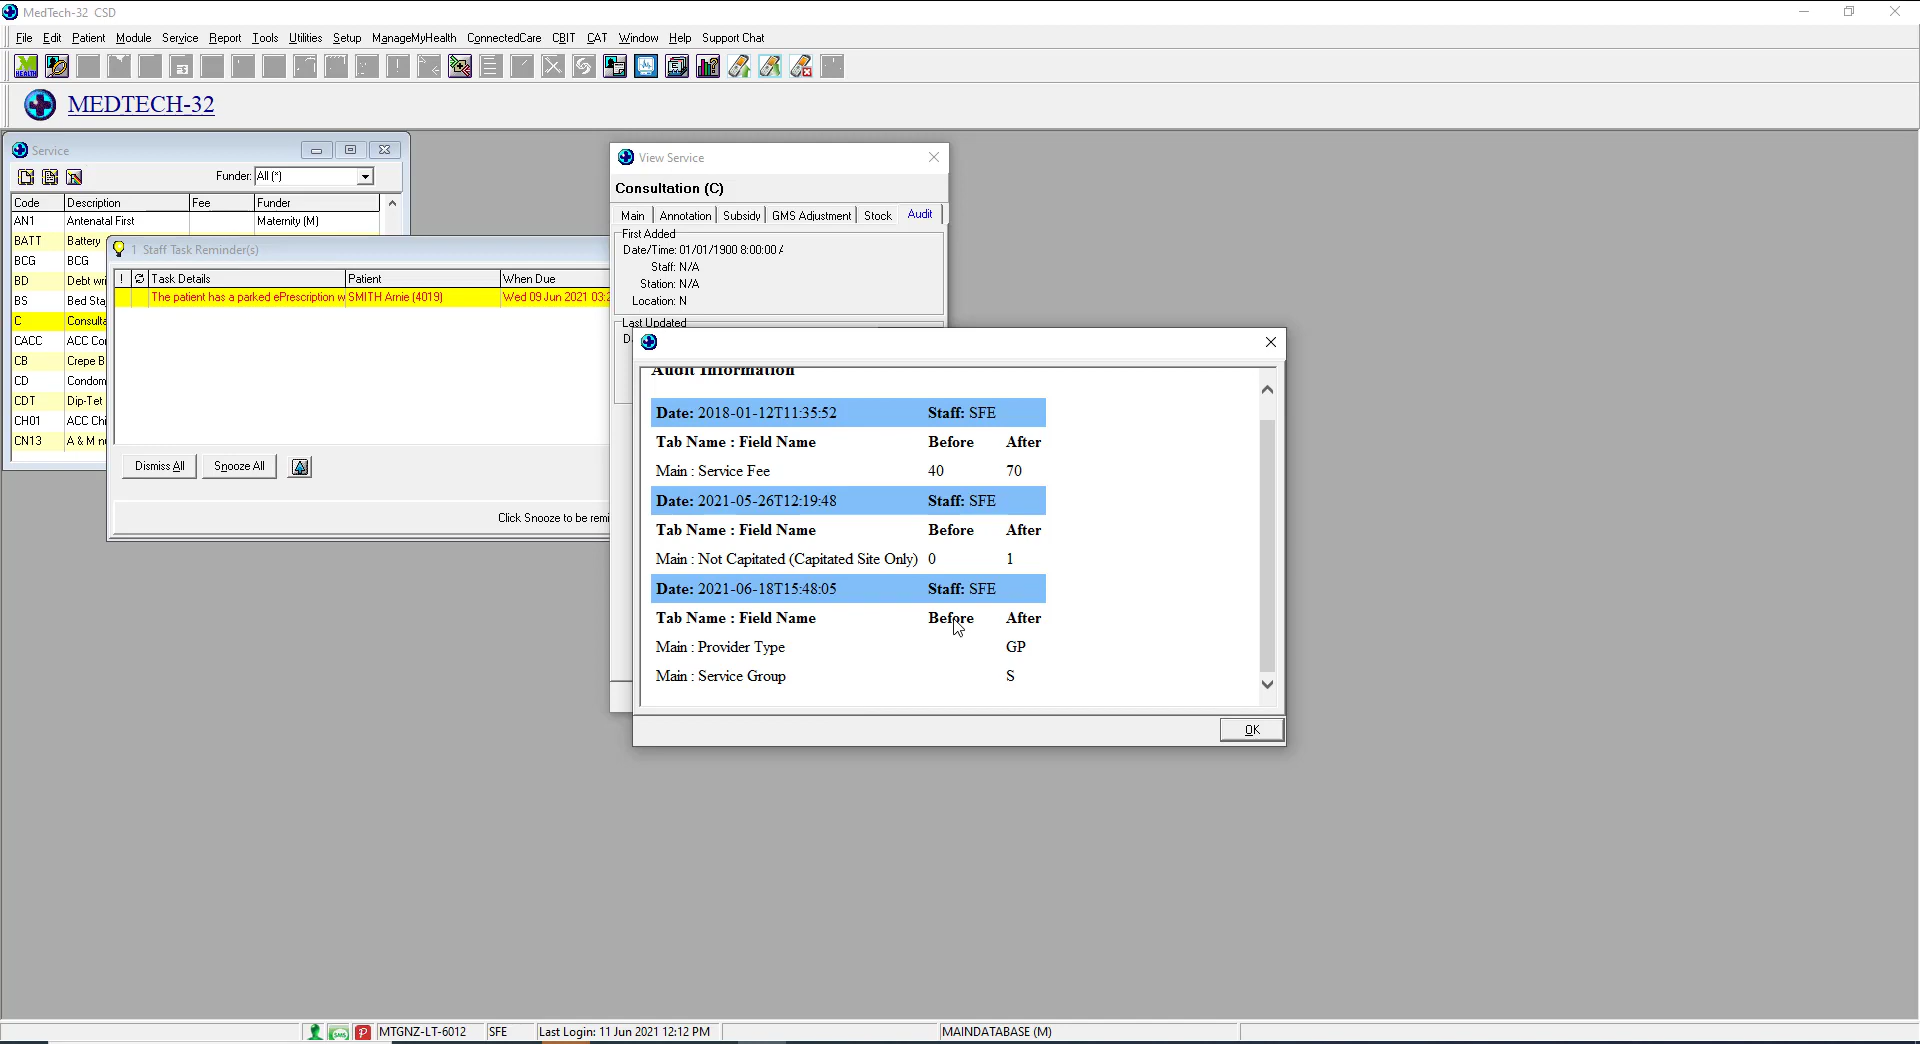 MedTech-32 CSD
File Edit Patient Module Service Report Tools Utilities Setup ManageMyHealth ConnectedCare CBIT CAT Window Help Support Chat
MEDTECH-32
Service
Funder: All (*)
Code Description Fee Funder
AN1 Antenatal First Maternity (M)
BATT Battery
BCG BCG
BD Debt wri
BS Bed Sta
C Consulta
CACC ACC Co
CB Crepe B
CD Condom
CDT Dip-Tet
CH01 ACC Chi
CN13 A & M n
1 Staff Task Reminder(s)
! Task Details Patient When Due
The patient has a parked ePrescription w SMITH Arnie (4019) Wed 09 Jun 2021 03:2
Dismiss All Snooze All
Click Snooze to be remi
View Service
Consultation (C)
Main Annotation Subsidy GMS Adjustment Stock Audit
First Added
Date/Time: 01/01/1900 8:00:00 A
Staff: N/A
Station: N/A
Location: N
Last Updated
D
Audit Information
Date: 2018-01-12T11:35:52 Staff: SFE
Tab Name : Field Name Before After
Main : Service Fee 40 70
Date: 2021-05-26T12:19:48 Staff: SFE
Tab Name : Field Name Before After
Main : Not Capitated (Capitated Site Only) 0 1
Date: 2021-06-18T15:48:05 Staff: SFE
Tab Name : Field Name Before After
Main : Provider Type GP
Main : Service Group S
OK
SMS P MTGNZ-LT-6012 SFE Last Login: 11 Jun 2021 12:12 PM MAINDATABASE (M)